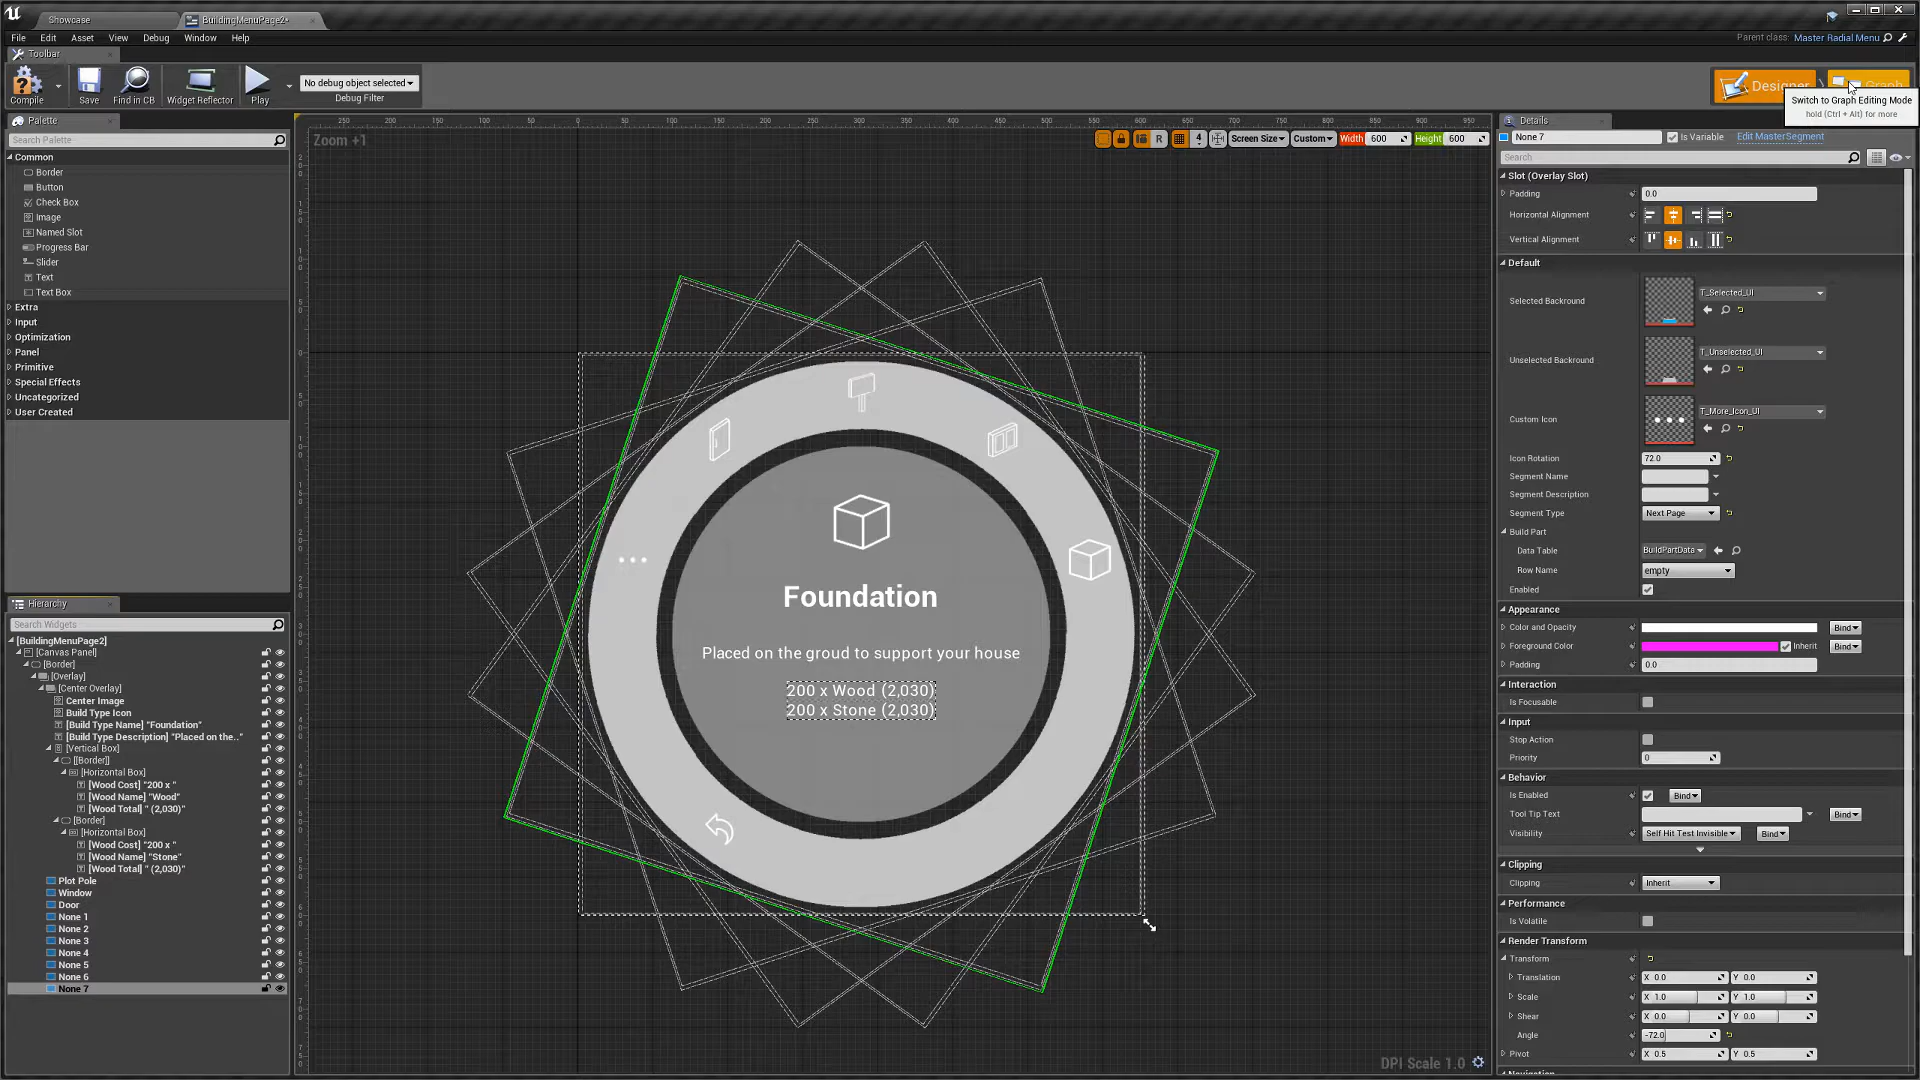 Showcase
BuildingMenuPage2*
File Edit Asset View Debug Window Help
Parent class: Master Radial Menu
Toolbar
Compile Save Find in CB Widget Reflector Play
No debug object selected
Debug Filter
Designer Graph
Switch to Graph Editing Mode
hold (Ctrl + Alt) for more
Palette
Search Palette
Common
Border
Button
Check Box
Image
Named Slot
Progress Bar
Slider
Text
Text Box
Extra
Input
Optimization
Panel
Primitive
Special Effects
Uncategorized
User Created
Hierarchy
Search Widgets
[BuildingMenuPage2]
[Canvas Panel]
[Border]
[Overlay]
[Center Overlay]
Center Image
Build Type Icon
[Build Type Name] "Foundation"
[Build Type Description] "Placed on the.."
[Vertical Box]
[[Border]]
[Horizontal Box]
[Wood Cost] "200 x "
[Wood Name] "Wood"
[Wood Total] " (2,030)"
[Border]
[Horizontal Box]
[Wood Cost] "200 x "
[Wood Name] "Stone"
[Wood Total] " (2,030)"
Plot Pole
Window
Door
None 1
None 2
None 3
None 4
None 5
None 6
None 7
Zoom +1
R 4 Screen Size Custom Width 600 Height 600
Foundation
Placed on the groud to support your house
200 x Wood (2,030)
200 x Stone (2,030)
DPI Scale 1.0
Details
None 7 Is Variable Edit MasterSegment
Search
Slot (Overlay Slot)
Padding 0.0
Horizontal Alignment
Vertical Alignment
Default
Selected Background T_Selected_UI
Unselected Backround T_Unselected_UI
Custom Icon T_More_Icon_UI
Icon Rotation 72.0
Segment Name
Segment Description
Segment Type Next Page
Build Part
Data Table BuildPartData
Row Name empty
Enabled
Appearance
Color and Opacity Bind
Foreground Color Inherit Bind
Padding 0.0
Interaction
Is Focusable
Input
Stop Action
Priority 0
Behavior
Is Enabled Bind
Tool Tip Text Bind
Visibility Self Hit Test Invisible Bind
Clipping
Clipping Inherit
Performance
Is Volatile
Render Transform
Transform
Translation X 0.0 Y 0.0
Scale X 1.0 Y 1.0
Shear X 0.0 Y 0.0
Angle -72.0
Pivot X 0.5 Y 0.5